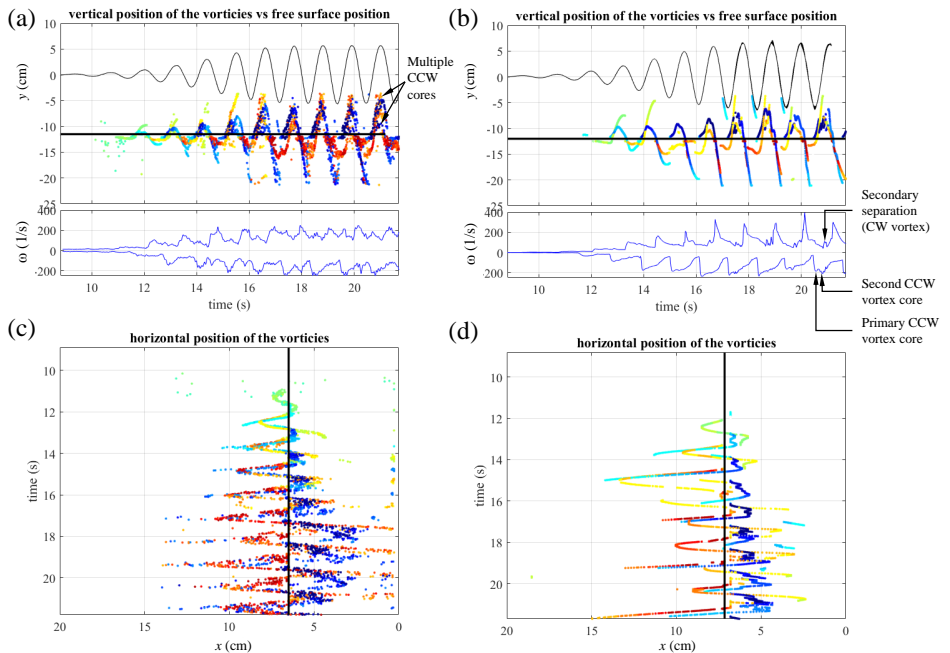 (a)
vertical position of the vorticies vs free surface position
10
5
0
-5
-10
-15
-20
25
y (cm)
Multiple
CCW
cores
400
200
0
-200
ω (1/s)
10
12
14
16
18
20
time (s)
(b)
vertical position of the vorticies vs free surface position
10
5
0
-5
-10
-15
-20
25
y (cm)
400
200
0
-200
ω (1/s)
10
12
14
16
18
20
time (s)
Secondary
separation
(CW vortex)
Second CCW
vortex core
Primary CCW
vortex core
(c)
horizontal position of the vorticies
10
12
14
16
18
20
time (s)
20
15
10
5
0
x (cm)
(d)
horizontal position of the vorticies
10
12
14
16
18
20
time (s)
20
15
10
5
0
x (cm)